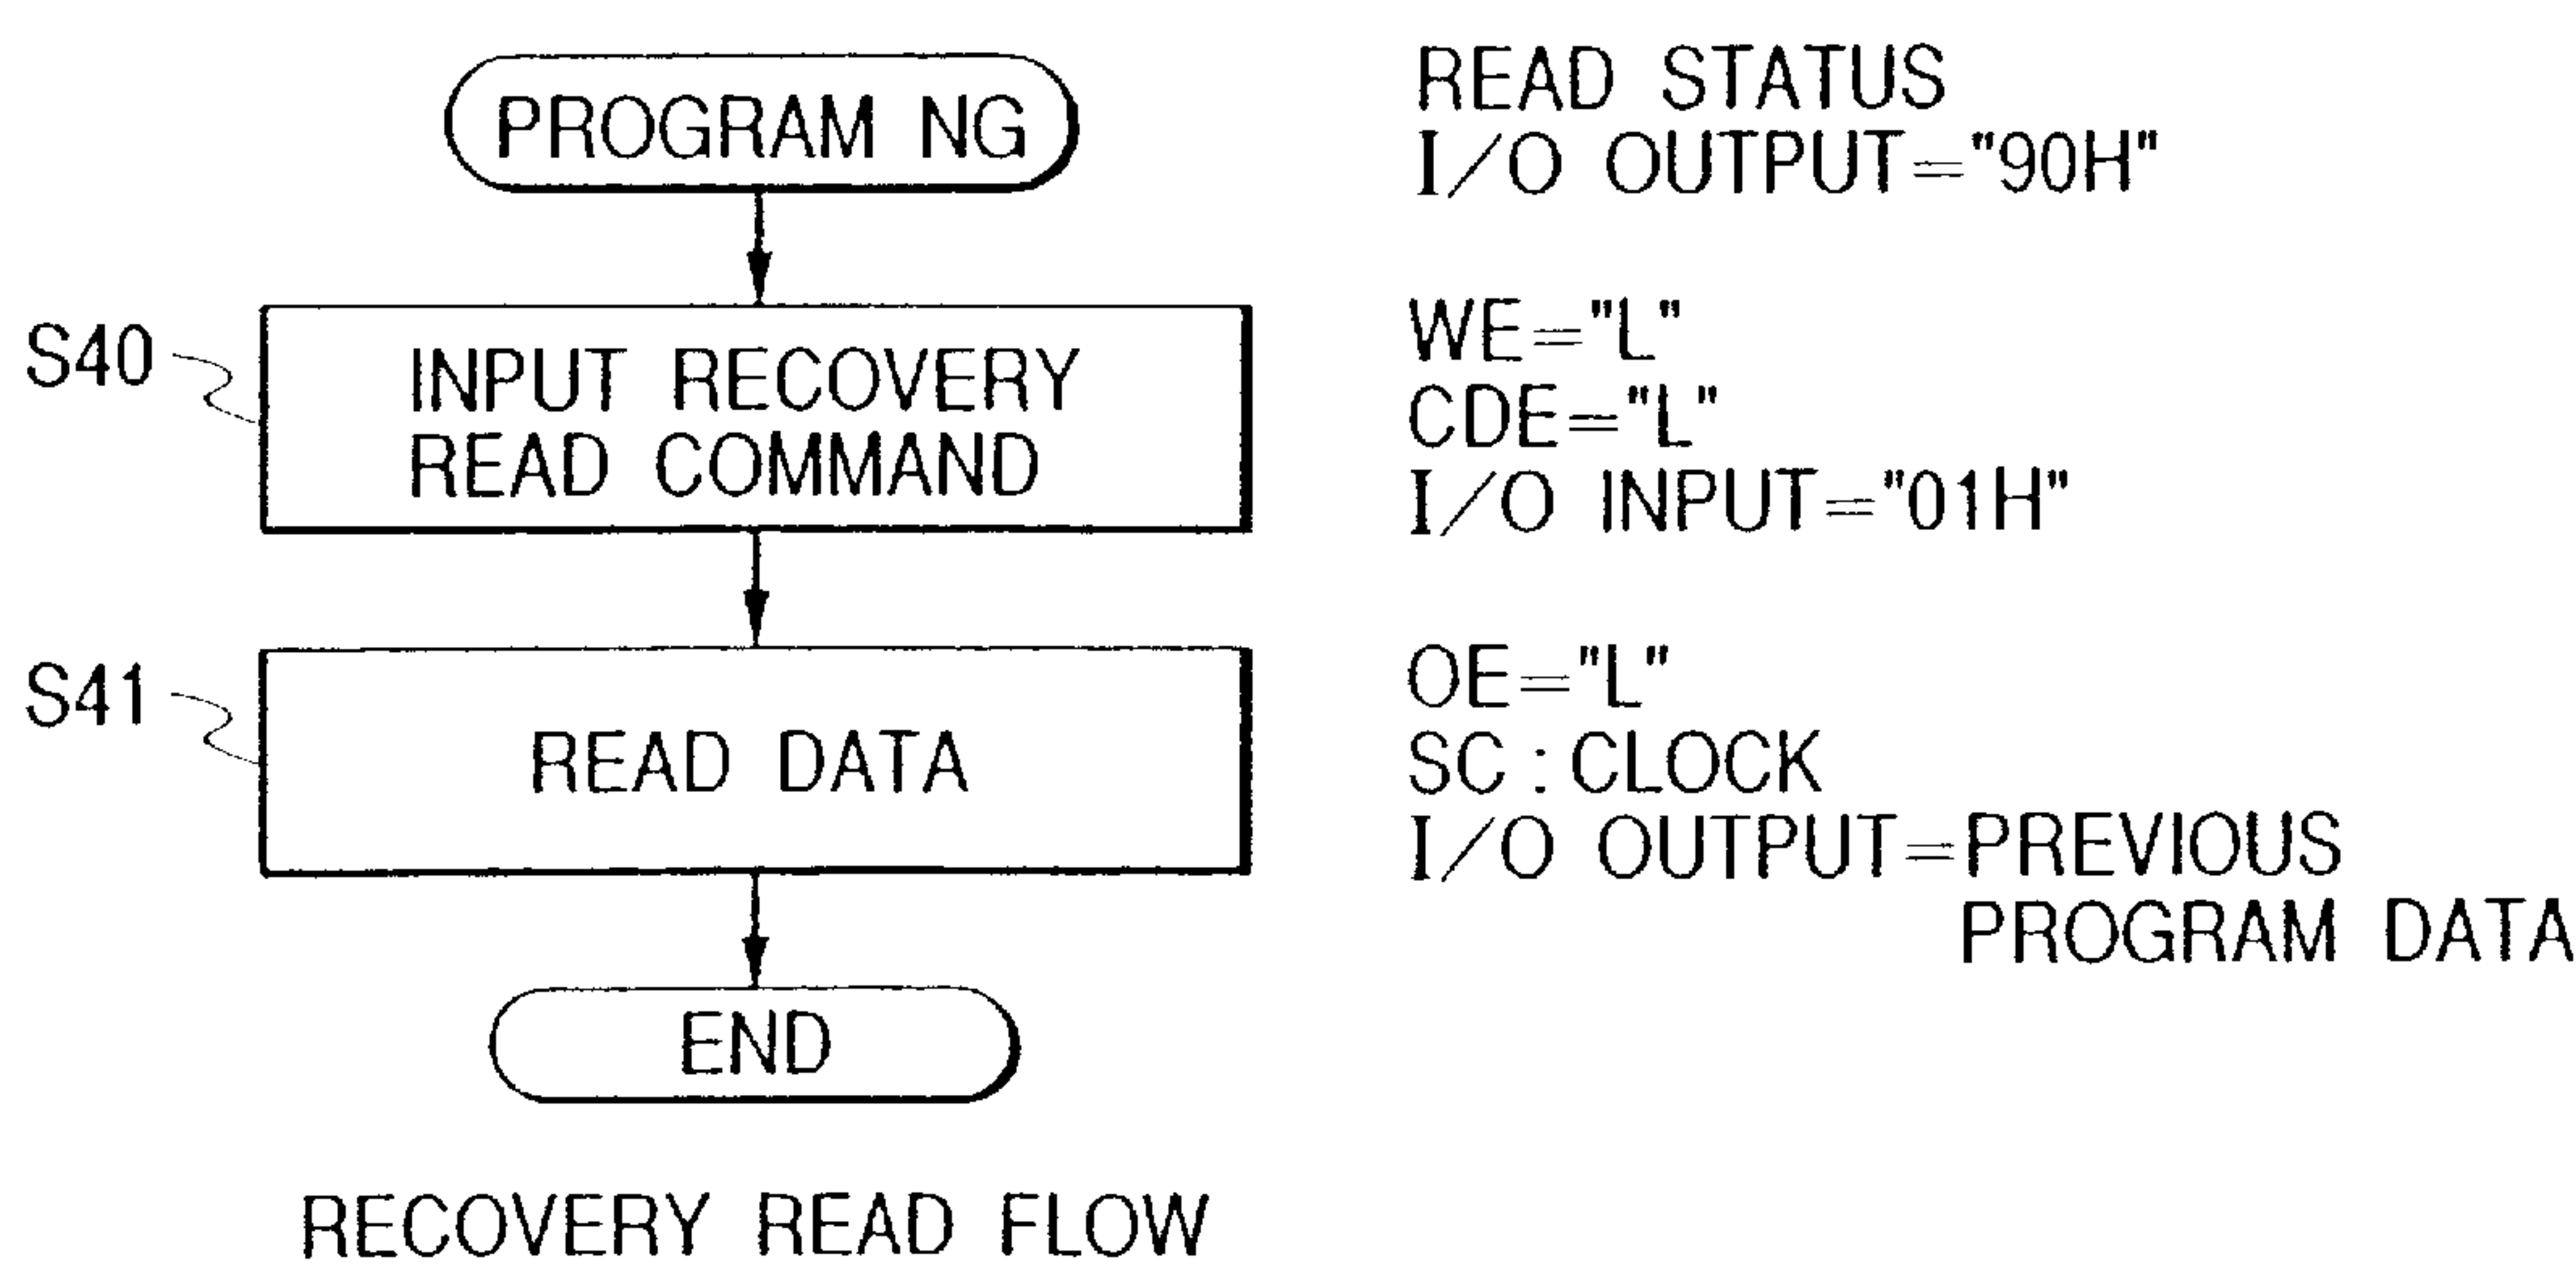 PROGRAM NG
READ STATUS
I/O OUTPUT="90H"
S40
INPUT RECOVERY
READ COMMAND
WE="L"
CDE="L"
I/O INPUT="01H"
S41
READ DATA
OE="L"
SC:CLOCK
I/O OUTPUT=PREVIOUS
PROGRAM DATA
END
RECOVERY READ FLOW